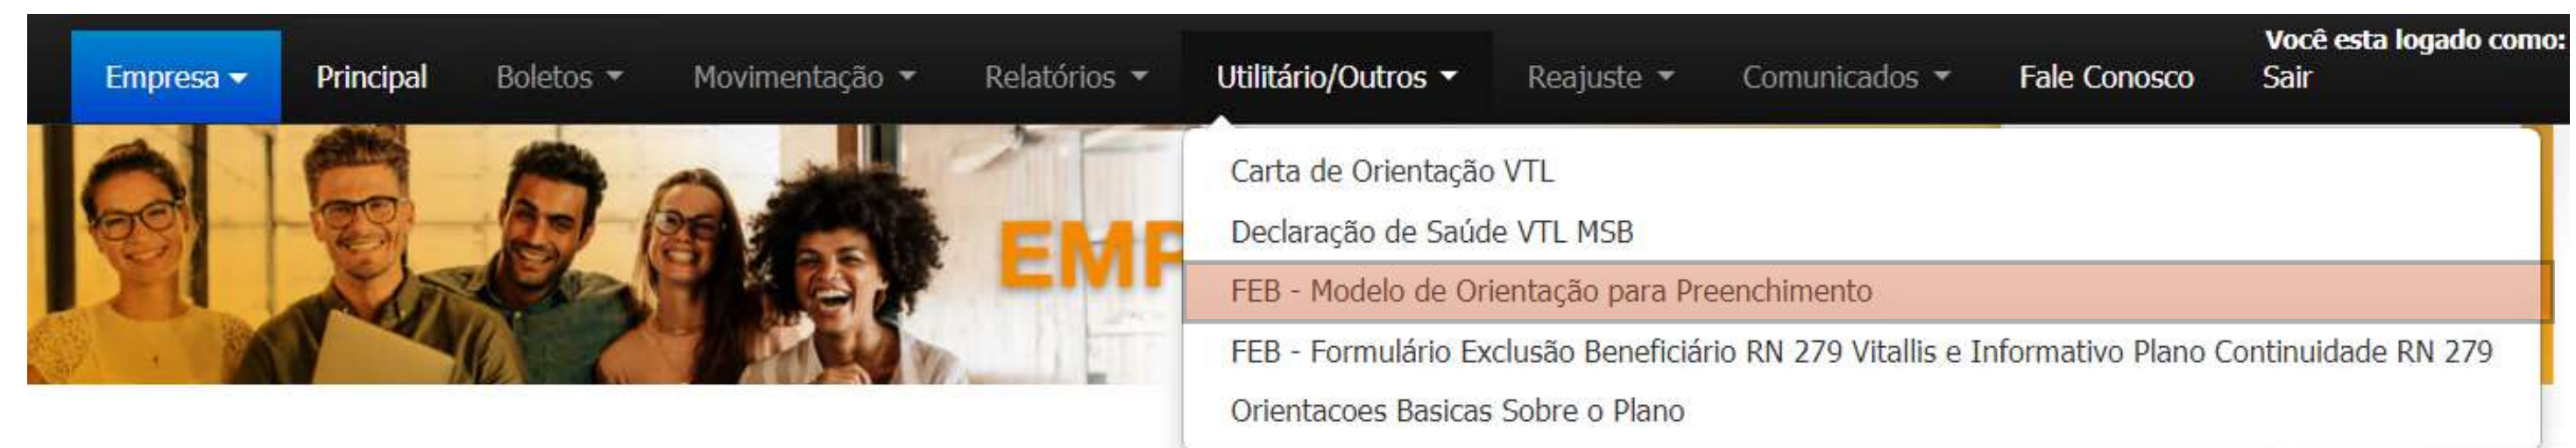 Você esta logado como:
Empresa Principal Boletos Movimentação Relatórios Utilitário/Outros Reajuste Comunicados Fale Conosco Sair
EMP
Carta de Orientação VTL
Declaração de Saúde VTL MSB
FEB - Modelo de Orientação para Preenchimento
FEB - Formulário Exclusão Beneficiário RN 279 Vitallis e Informativo Plano Continuidade RN 279
Orientacoes Basicas Sobre o Plano